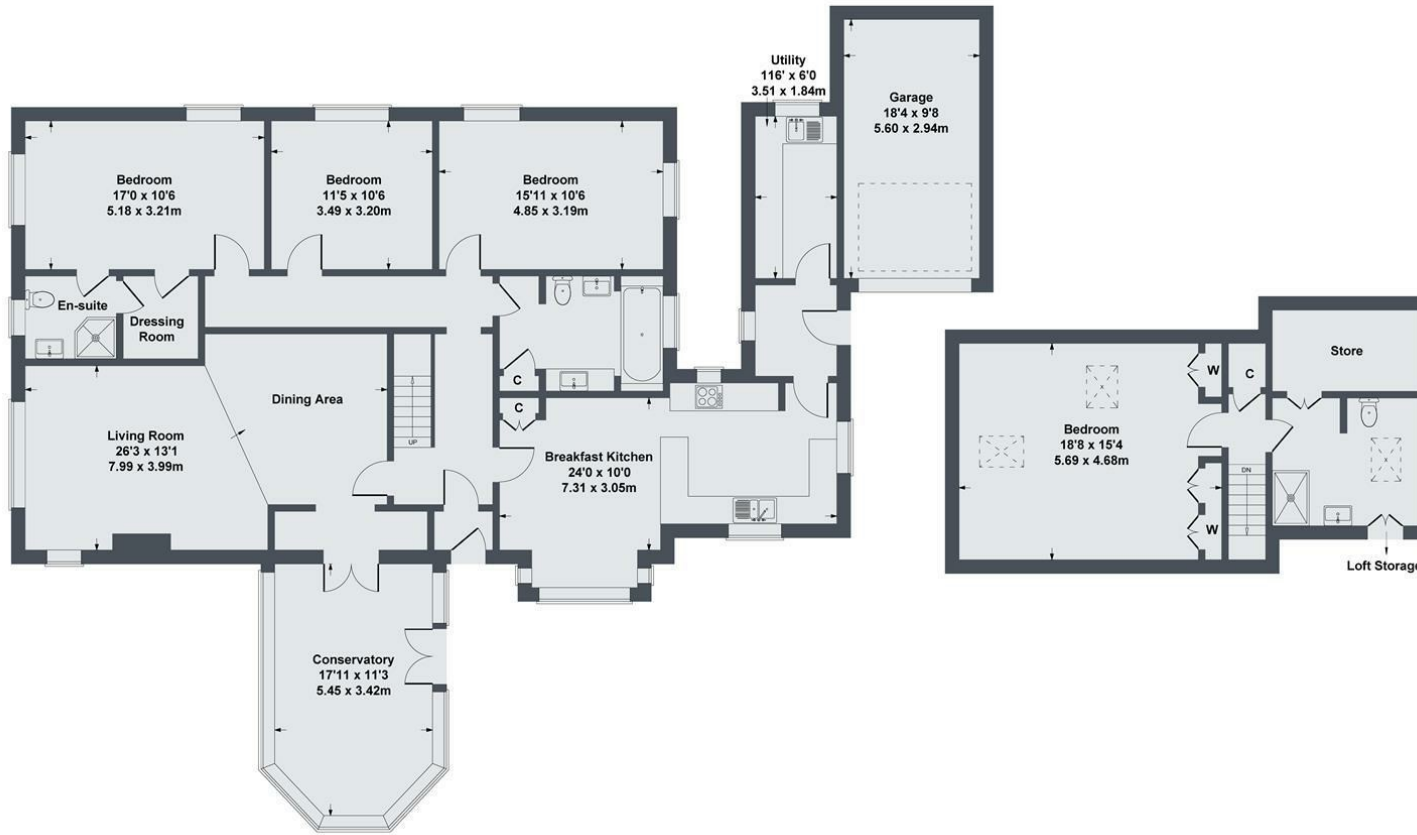 Utility
116' x 6'0
3.51 x 1.84m
Garage
18'4 x 9'8
5.60 x 2.94m
Bedroom
17'0 x 10'6
5.18 x 3.21m
Bedroom
11'5 x 10'6
3.49 x 3.20m
Bedroom
15'11 x 10'6
4.85 x 3.19m
En-suite
Dressing
Room
Dining Area
C
C
UP
Living Room
26'3 x 13'1
7.99 x 3.99m
Breakfast Kitchen
24'0 x 10'0
7.31 x 3.05m
Conservatory
17'11 x 11'3
5.45 x 3.42m
Bedroom
18'8 x 15'4
5.69 x 4.68m
W
C
Store
DN
W
Loft Storage